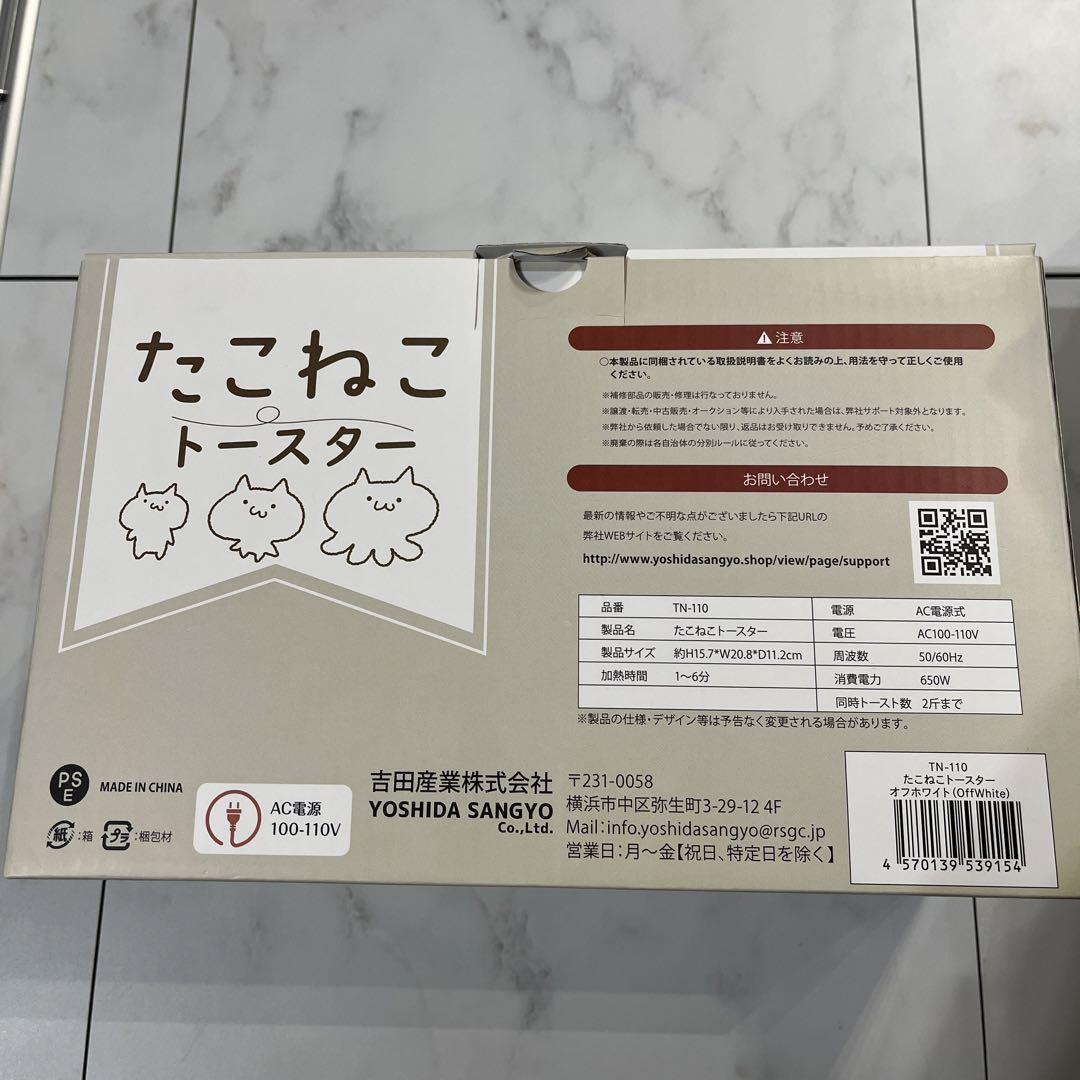 たこねこ
トースター
⚠注意
○本製品に同梱されている取扱説明書をよくお読みの上、用法を守って正しくご使用
ください。
※補修部品の販売・修理は行なっておりません。
※譲渡・転売・中古販売・オークション等により入手された場合は、弊社サポート対象外となります。
※弊社から依頼した場合でない限り、返品はお受け取りできません。予めご了承ください。
※廃棄の際は各自治体の分別ルールに従ってください。
お問い合わせ
最新の情報やご不明な点がございましたら下記URLの
弊社WEBサイトをご覧ください。
http://www.yoshidasangyo.shop/view/page/support
品番 TN-110 電源 AC電源式
製品名 たこねこトースター 電圧 AC100-110V
製品サイズ 約H15.7*W20.8*D11.2cm 周波数 50/60Hz
加熱時間 1〜6分 消費電力 650W
同時トースト数 2斤まで
※製品の仕様・デザイン等は予告なく変更される場合があります。
PSE MADE IN CHINA
紙:箱 プラ:梱包材
AC電源
100-110V
吉田産業株式会社
YOSHIDA SANGYO
Co.,Ltd.
〒231-0058
横浜市中区弥生町3-29-12 4F
Mail:info.yoshidasangyo@rsgc.jp
営業日:月〜金【祝日、特定日を除く】
TN-110
たこねこトースター
オフホワイト(OffWhite)
4 570139 539154